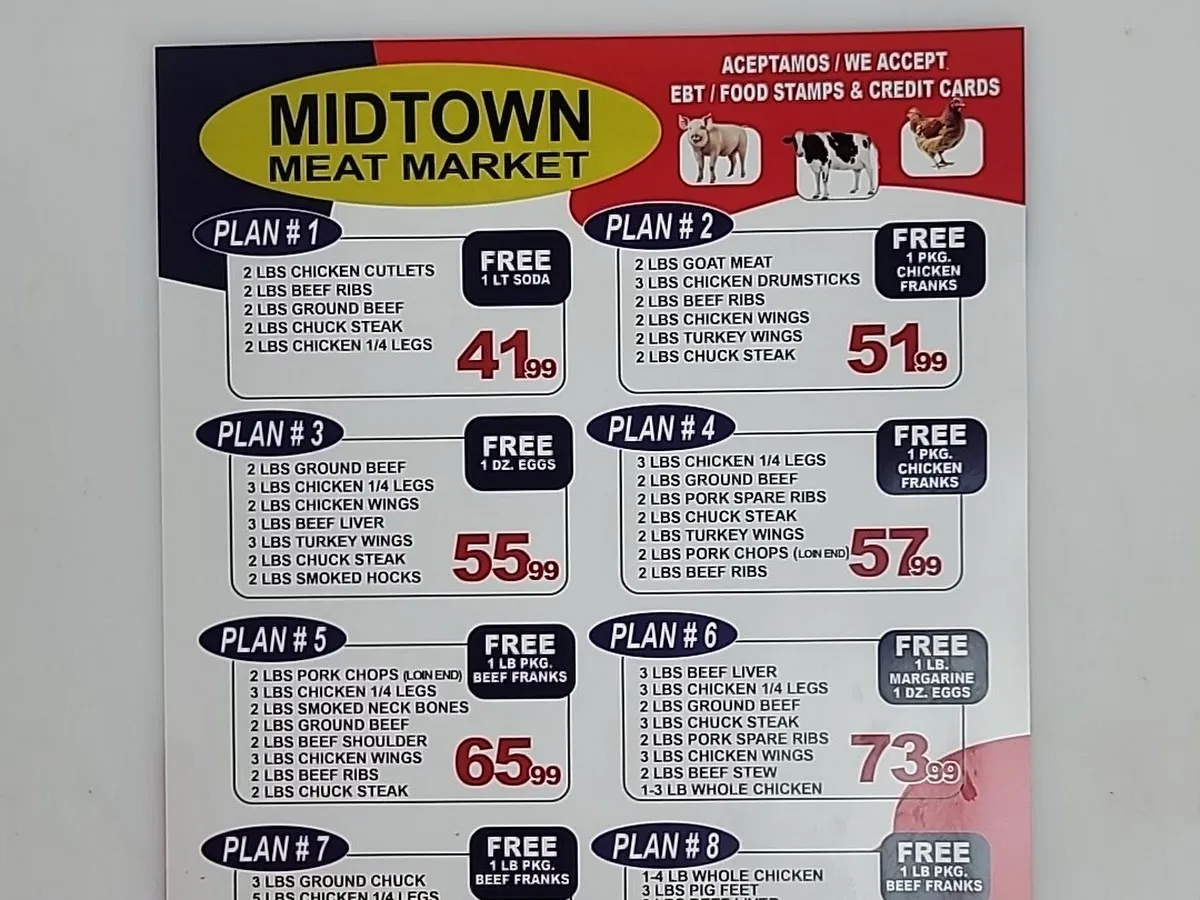 MIDTOWN
MEAT MARKET
ACEPTAMOS / WE ACCEPT
EBT / FOOD STAMPS & CREDIT CARDS
PLAN # 1
FREE
1 LT SODA
2 LBS CHICKEN CUTLETS
2 LBS BEEF RIBS
2 LBS GROUND BEEF
2 LBS CHUCK STEAK
2 LBS CHICKEN 1/4 LEGS
41.99
PLAN # 2
FREE
1 PKG.
CHICKEN
FRANKS
2 LBS GOAT MEAT
3 LBS CHICKEN DRUMSTICKS
2 LBS BEEF RIBS
2 LBS CHICKEN WINGS
2 LBS TURKEY WINGS
2 LBS CHUCK STEAK
51.99
PLAN # 3
FREE
1 DZ. EGGS
2 LBS GROUND BEEF
3 LBS CHICKEN 1/4 LEGS
2 LBS CHICKEN WINGS
3 LBS BEEF LIVER
3 LBS TURKEY WINGS
2 LBS CHUCK STEAK
2 LBS SMOKED HOCKS
55.99
PLAN # 4
FREE
1 PKG.
CHICKEN
FRANKS
3 LBS CHICKEN 1/4 LEGS
2 LBS GROUND BEEF
2 LBS PORK SPARE RIBS
2 LBS CHUCK STEAK
2 LBS TURKEY WINGS
2 LBS PORK CHOPS (LOIN END)
2 LBS BEEF RIBS
57.99
PLAN # 5
FREE
1 LB PKG.
BEEF FRANKS
2 LBS PORK CHOPS (LOIN END)
3 LBS CHICKEN 1/4 LEGS
2 LBS SMOKED NECK BONES
2 LBS GROUND BEEF
2 LBS BEEF SHOULDER
3 LBS CHICKEN WINGS
2 LBS BEEF RIBS
2 LBS CHUCK STEAK
65.99
PLAN # 6
FREE
1 LB.
MARGARINE
1 DZ. EGGS
3 LBS BEEF LIVER
3 LBS CHICKEN 1/4 LEGS
2 LBS GROUND BEEF
3 LBS CHUCK STEAK
2 LBS PORK SPARE RIBS
3 LBS CHICKEN WINGS
2 LBS BEEF STEW
1-3 LB WHOLE CHICKEN
73.99
PLAN # 7
FREE
1 LB PKG.
BEEF FRANKS
3 LBS GROUND CHUCK
5 LBS CHICKEN 1/4 LEGS
PLAN # 8
FREE
1 LB PKG.
BEEF FRANKS
1-4 LB WHOLE CHICKEN
3 LBS PIG FEET